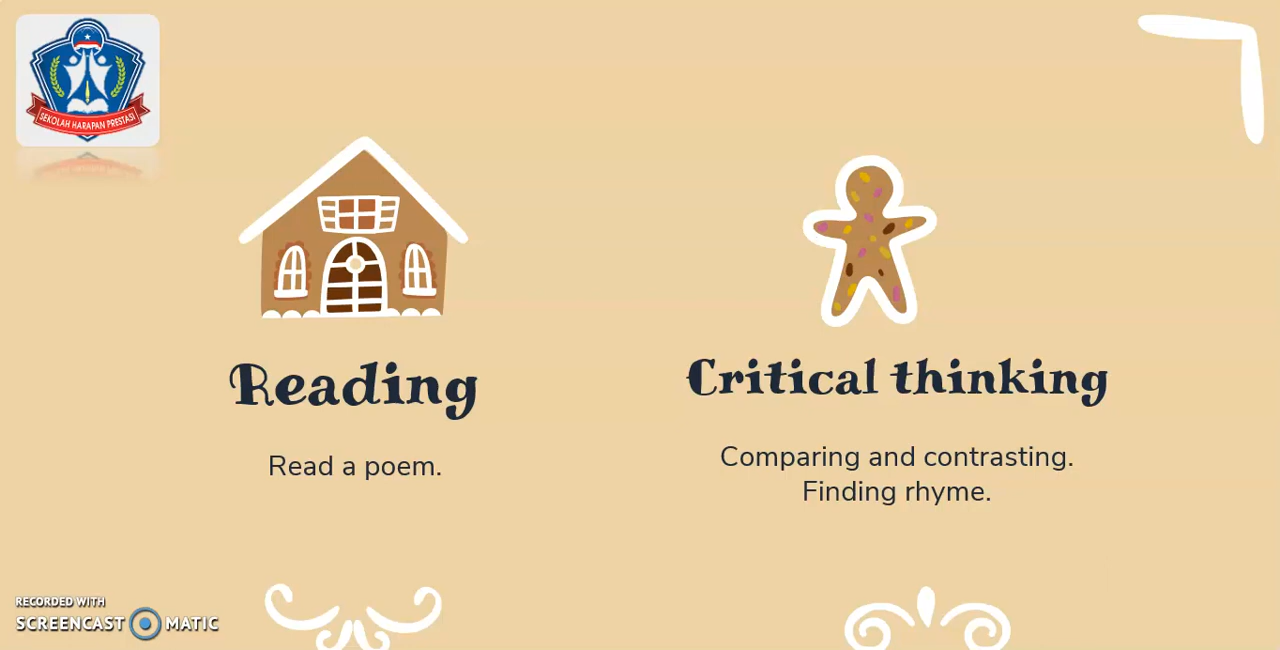 SEKOLAH HARAPAN PRESTASI
Reading
Read a poem.
Critical thinking
Comparing and contrasting.
Finding rhyme.
RECORDED WITH
SCREENCAST MATIC